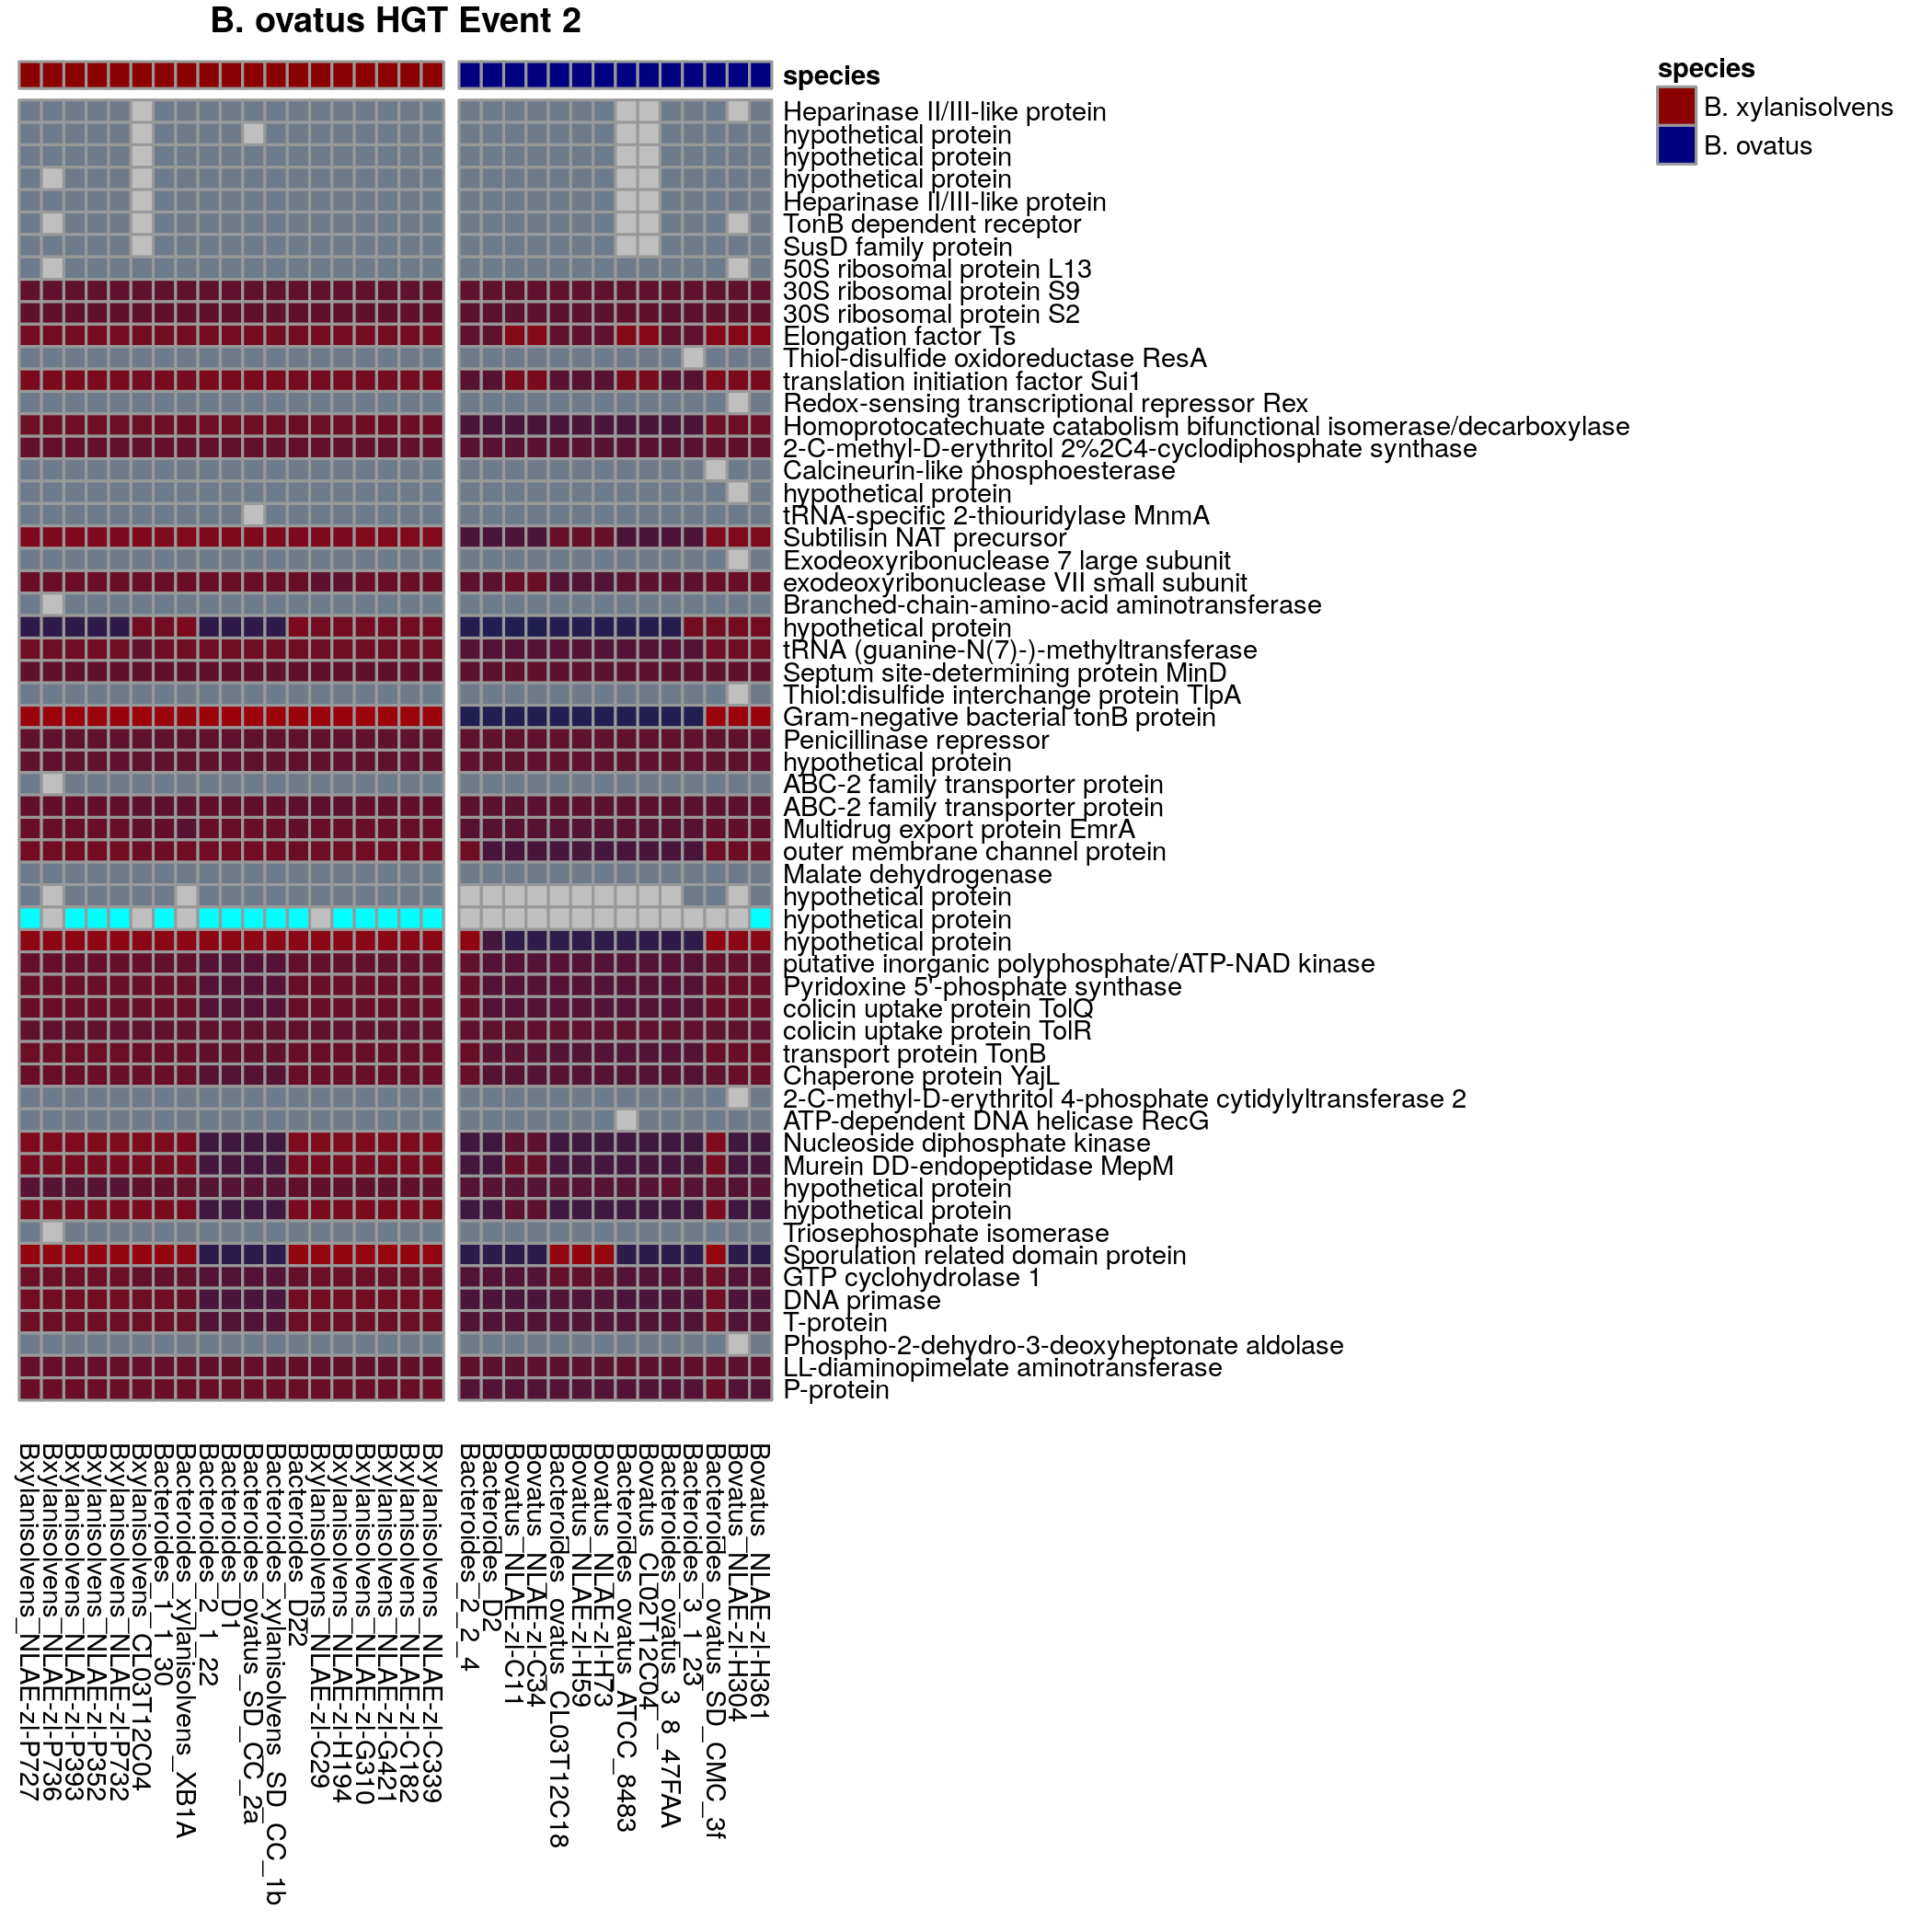 B. ovatus HGT Event 2
species
species
B. xylanisolvens
B. ovatus
Heparinase II/III-like protein
hypothetical protein
hypothetical protein
hypothetical protein
Heparinase II/III-like protein
TonB dependent receptor
SusD family protein
50S ribosomal protein L13
30S ribosomal protein S9
30S ribosomal protein S2
Elongation factor Ts
Thiol-disulfide oxidoreductase ResA
translation initiation factor Sui1
Redox-sensing transcriptional repressor Rex
Homoprotocatechuate catabolism bifunctional isomerase/decarboxylase
2-C-methyl-D-erythritol 2%2C4-cyclodiphosphate synthase
Calcineurin-like phosphoesterase
hypothetical protein
tRNA-specific 2-thiouridylase MnmA
Subtilisin NAT precursor
Exodeoxyribonuclease 7 large subunit
exodeoxyribonuclease VII small subunit
Branched-chain-amino-acid aminotransferase
hypothetical protein
tRNA (guanine-N(7)-)-methyltransferase
Septum site-determining protein MinD
Thiol:disulfide interchange protein TlpA
Gram-negative bacterial tonB protein
Penicillinase repressor
hypothetical protein
ABC-2 family transporter protein
ABC-2 family transporter protein
Multidrug export protein EmrA
outer membrane channel protein
Malate dehydrogenase
hypothetical protein
hypothetical protein
hypothetical protein
putative inorganic polyphosphate/ATP-NAD kinase
Pyridoxine 5'-phosphate synthase
colicin uptake protein TolQ
colicin uptake protein TolR
transport protein TonB
Chaperone protein YajL
2-C-methyl-D-erythritol 4-phosphate cytidylyltransferase 2
ATP-dependent DNA helicase RecG
Nucleoside diphosphate kinase
Murein DD-endopeptidase MepM
hypothetical protein
hypothetical protein
Triosephosphate isomerase
Sporulation related domain protein
GTP cyclohydrolase 1
DNA primase
T-protein
Phospho-2-dehydro-3-deoxyheptonate aldolase
LL-diaminopimelate aminotransferase
P-protein
Bxylanisolvens_NLAE-zl-P727
Bxylanisolvens_NLAE-zl-P736
Bxylanisolvens_NLAE-zl-P393
Bxylanisolvens_NLAE-zl-P352
Bxylanisolvens_NLAE-zl-P732
Bxylanisolvens_CL03T12C04
Bacteroides_1_1_30
Bacteroides_xylanisolvens_XB1A
Bacteroides_2_1_22
Bacteroides_D1
Bacteroides_ovatus_SD_CC_2a
Bacteroides_xylanisolvens_SD_CC_1b
Bacteroides_D22
Bxylanisolvens_NLAE-zl-C29
Bxylanisolvens_NLAE-zl-H194
Bxylanisolvens_NLAE-zl-G310
Bxylanisolvens_NLAE-zl-G421
Bxylanisolvens_NLAE-zl-C182
Bxylanisolvens_NLAE-zl-C339
Bacteroides_2_2_4
Bacteroides_D2
Bovatus_NLAE-zl-C11
Bovatus_NLAE-zl-C34
Bacteroides_ovatus_CL03T12C18
Bovatus_NLAE-zl-H59
Bovatus_NLAE-zl-H73
Bacteroides_ovatus_ATCC_8483
Bovatus_CL02T12C04
Bacteroides_ovatus_3_8_47FAA
Bacteroides_3_1_23
Bacteroides_ovatus_SD_CMC_3f
Bovatus_NLAE-zl-H304
Bovatus_NLAE-zl-H361